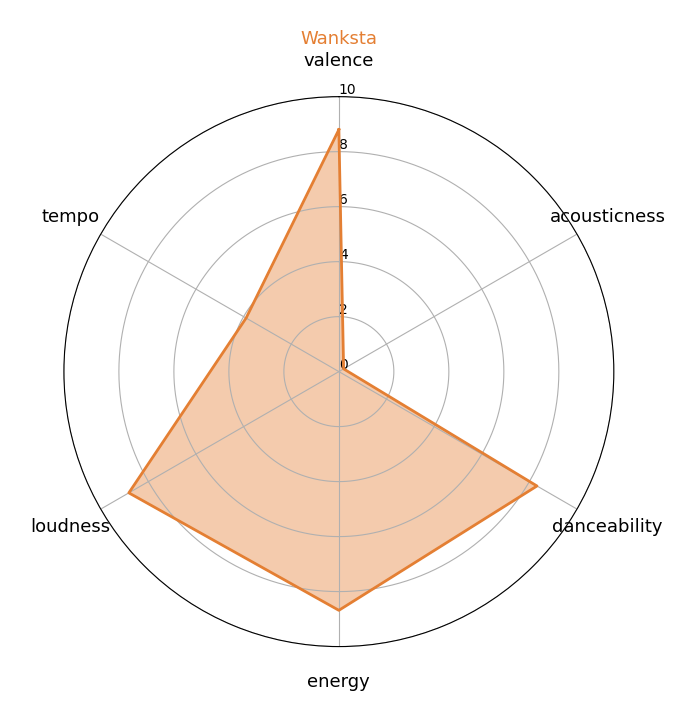 Wanksta
valence
10
8
6
4
2
0
tempo
acousticness
loudness
danceability
energy